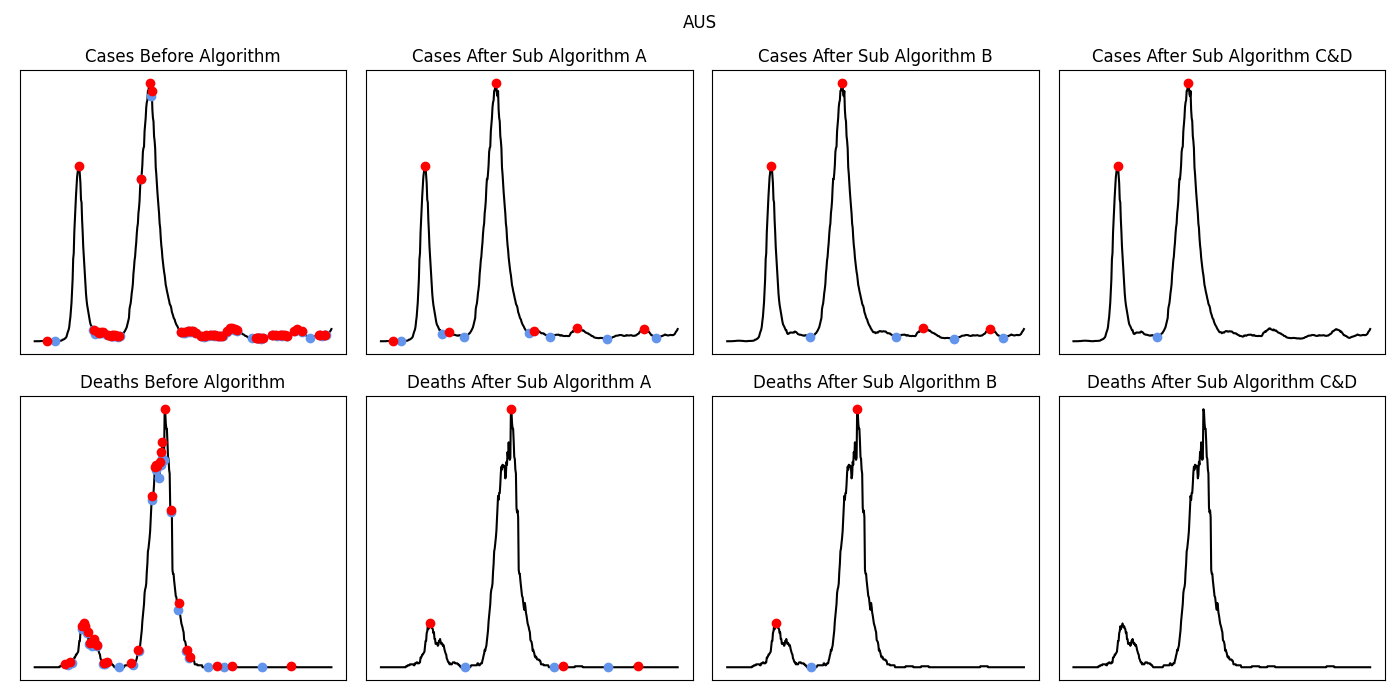 AUS
Cases Before Algorithm
Cases After Sub Algorithm A
Cases After Sub Algorithm B
Cases After Sub Algorithm C&D
Deaths Before Algorithm
Deaths After Sub Algorithm A
Deaths After Sub Algorithm B
Deaths After Sub Algorithm C&D